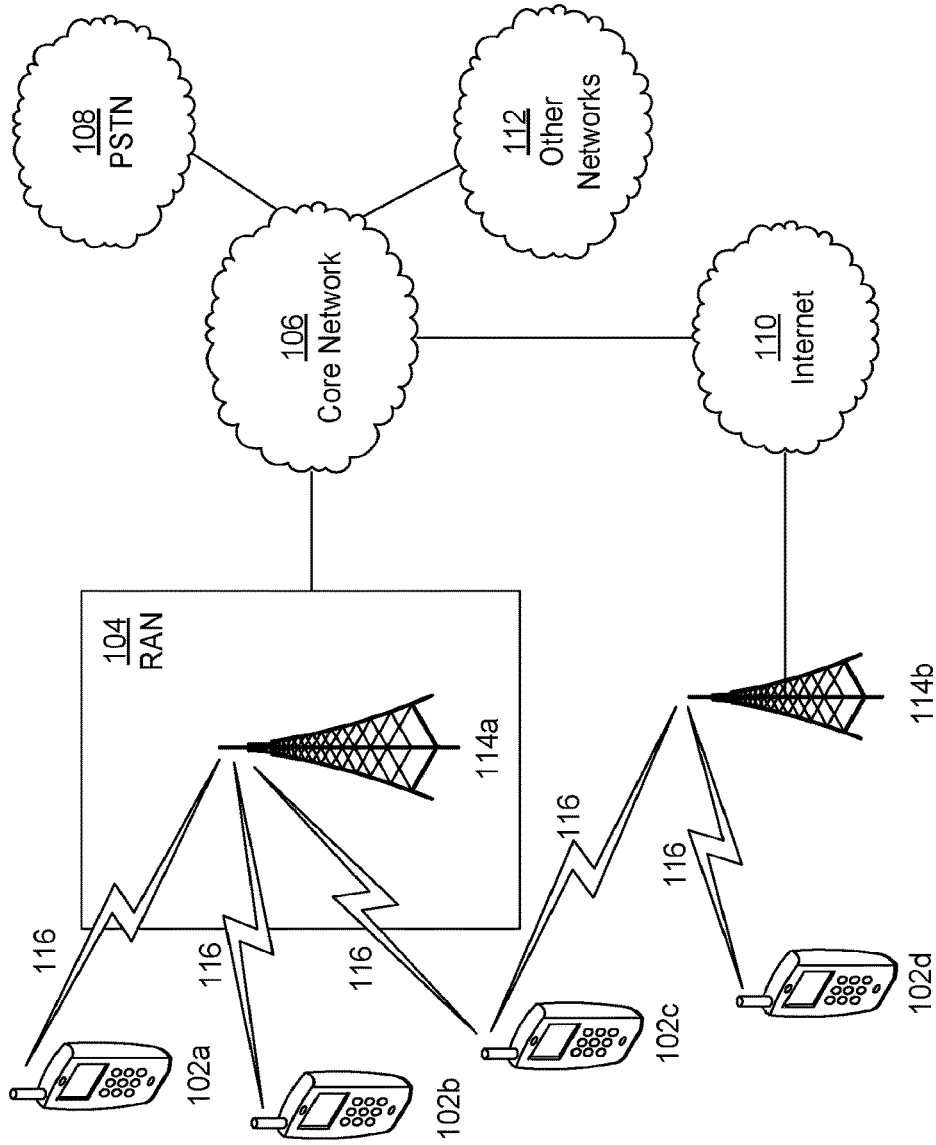 108
PSTN
112
Other
Networks
106
Core Network
110
Internet
104
RAN
114a
114b
116
116
116
116
116
102a
102b
102c
102d